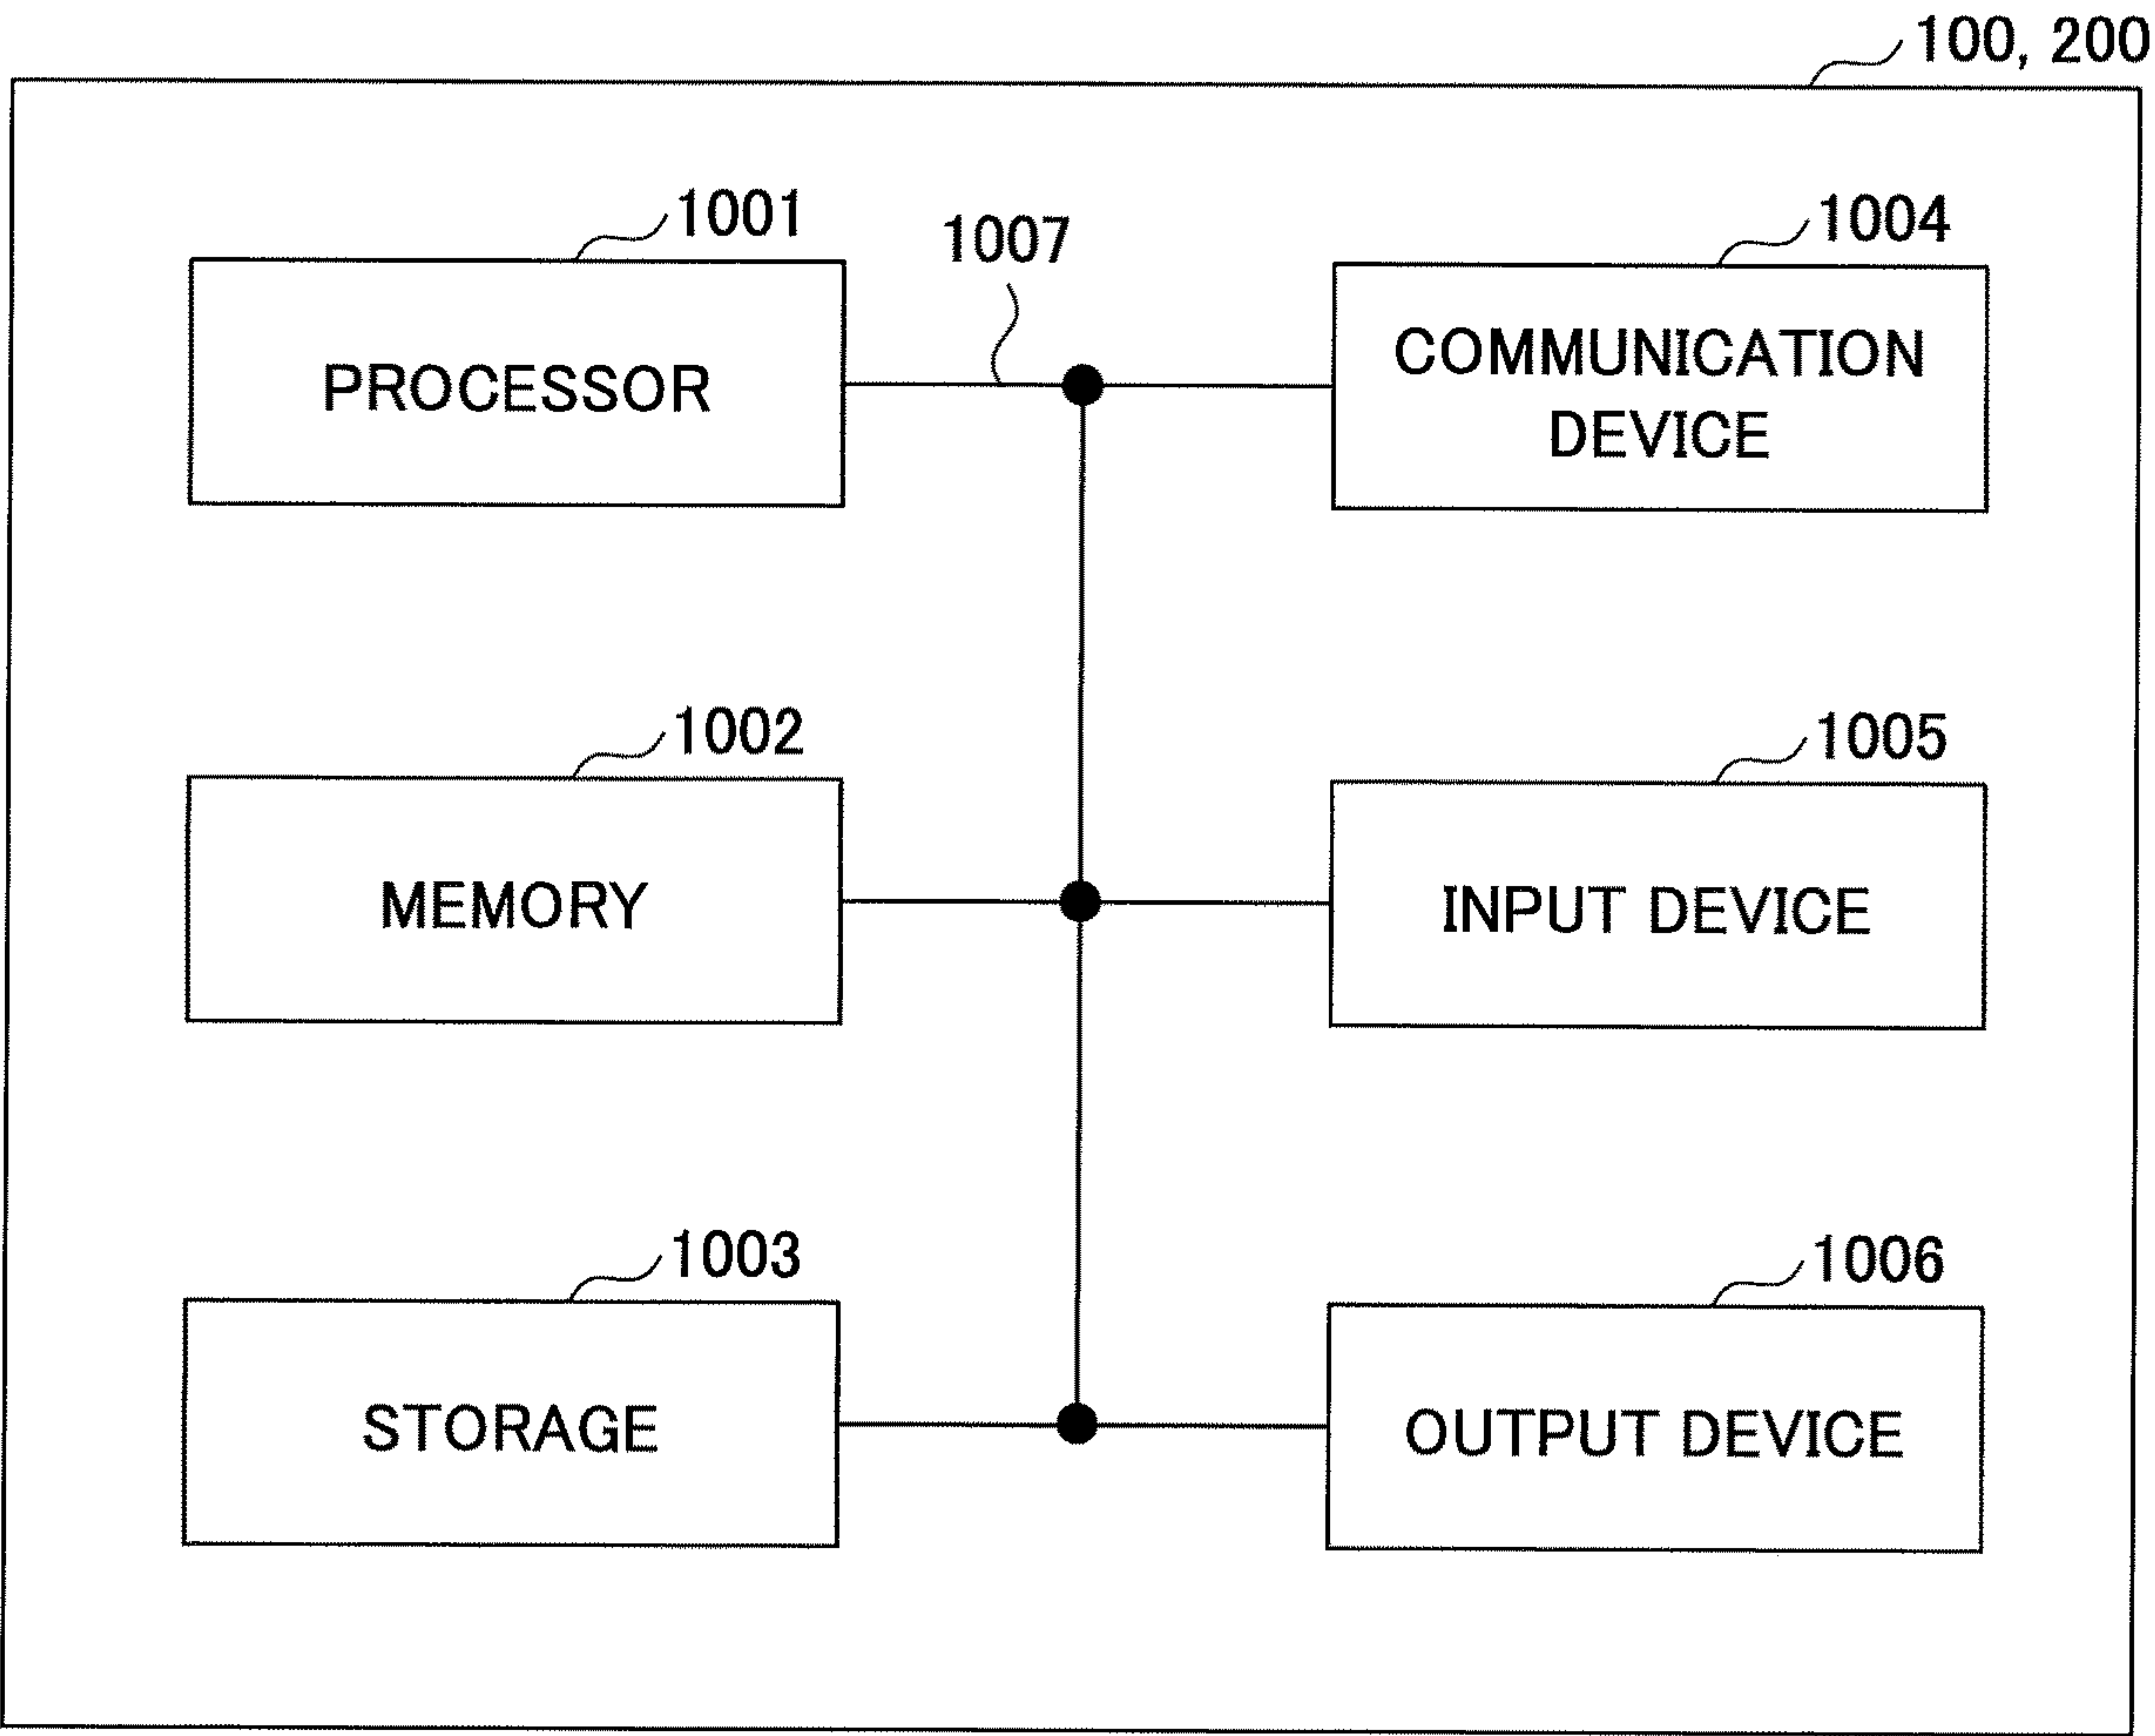 100, 200
1001
1007
1004
PROCESSOR
COMMUNICATION
DEVICE
1002
1005
MEMORY
INPUT DEVICE
1003
1006
STORAGE
OUTPUT DEVICE